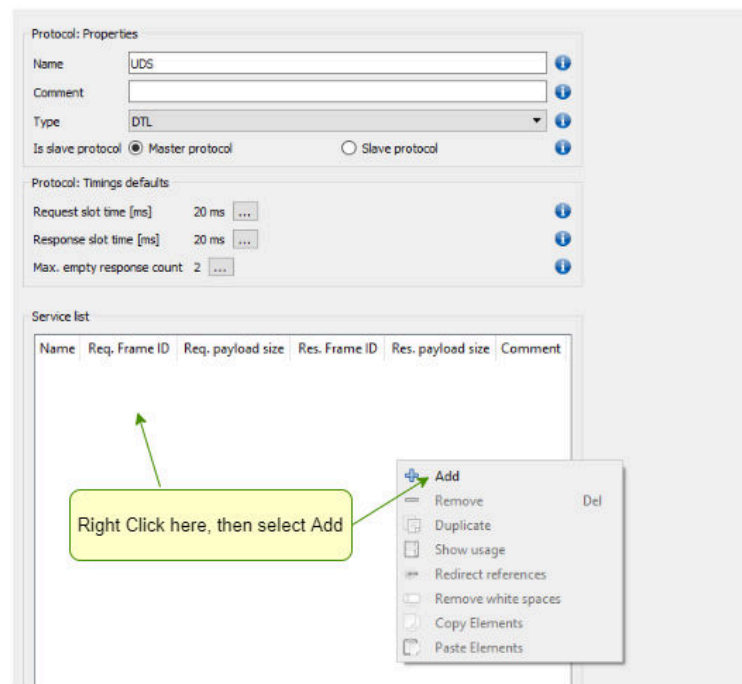 Protocol: Properties
Name UDS
Comment
Type DTL
Is slave protocol Master protocol Slave protocol
Protocol: Timings defaults
Request slot time [ms] 20 ms ...
Response slot time [ms] 20 ms ...
Max. empty response count 2 ...
Service list
Name Req. Frame ID Req. payload size Res. Frame ID Res. payload size Comment
Right Click here, then select Add
Add
Remove Del
Duplicate
Show usage
Redirect references
Remove white spaces
Copy Elements
Paste Elements